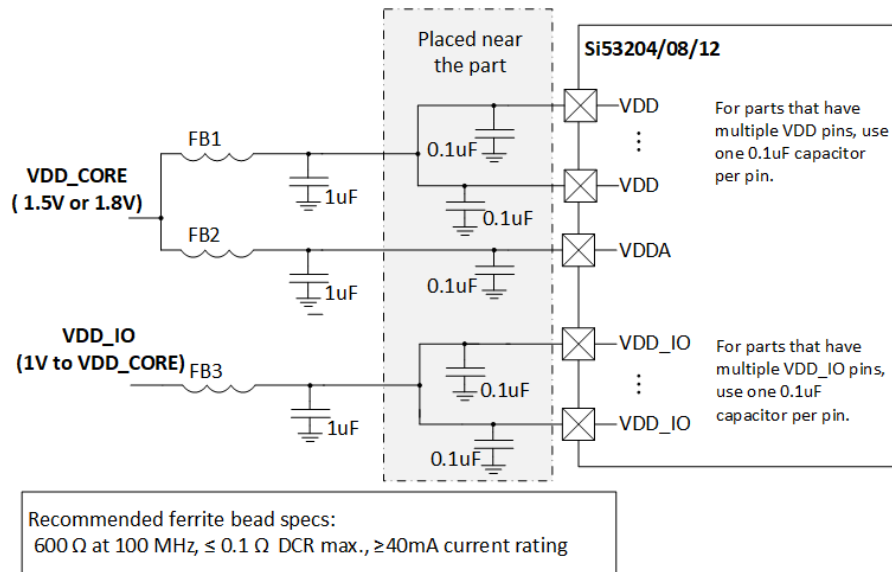 Placed near
the part
Si53204/08/12
VDD
For parts that have
multiple VDD pins, use
one 0.1uF capacitor
per pin.
FB1
0.1uF
VDD_CORE
( 1.5V or 1.8V)
1uF
VDD
0.1uF
FB2
VDDA
0.1uF
1uF
VDD_IO
(1V to VDD_CORE)
VDD_IO
For parts that have
multiple VDD_IO pins,
use one 0.1uF
capacitor per pin.
FB3
0.1uF
1uF
VDD_IO
0.1uF
Recommended ferrite bead specs:
600 Ω at 100 MHz, ≤ 0.1 Ω DCR max., ≥40mA current rating